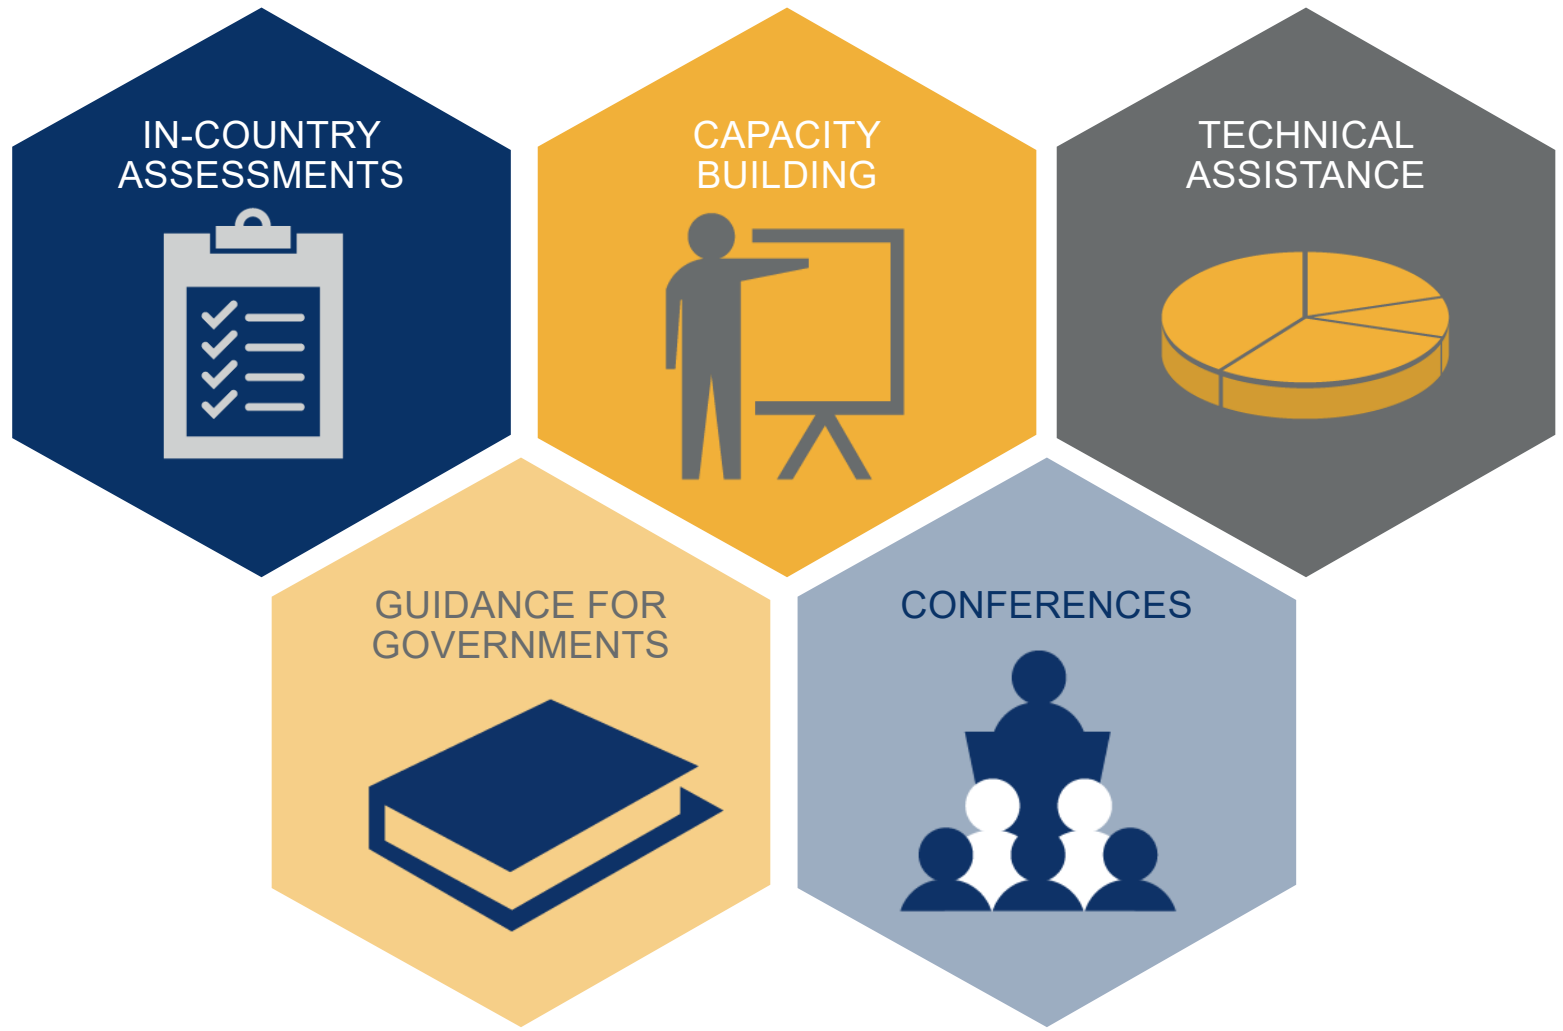 IN-COUNTRY
ASSESSMENTS
CAPACITY
BUILDING
TECHNICAL
ASSISTANCE
GUIDANCE FOR
GOVERNMENTS
CONFERENCES